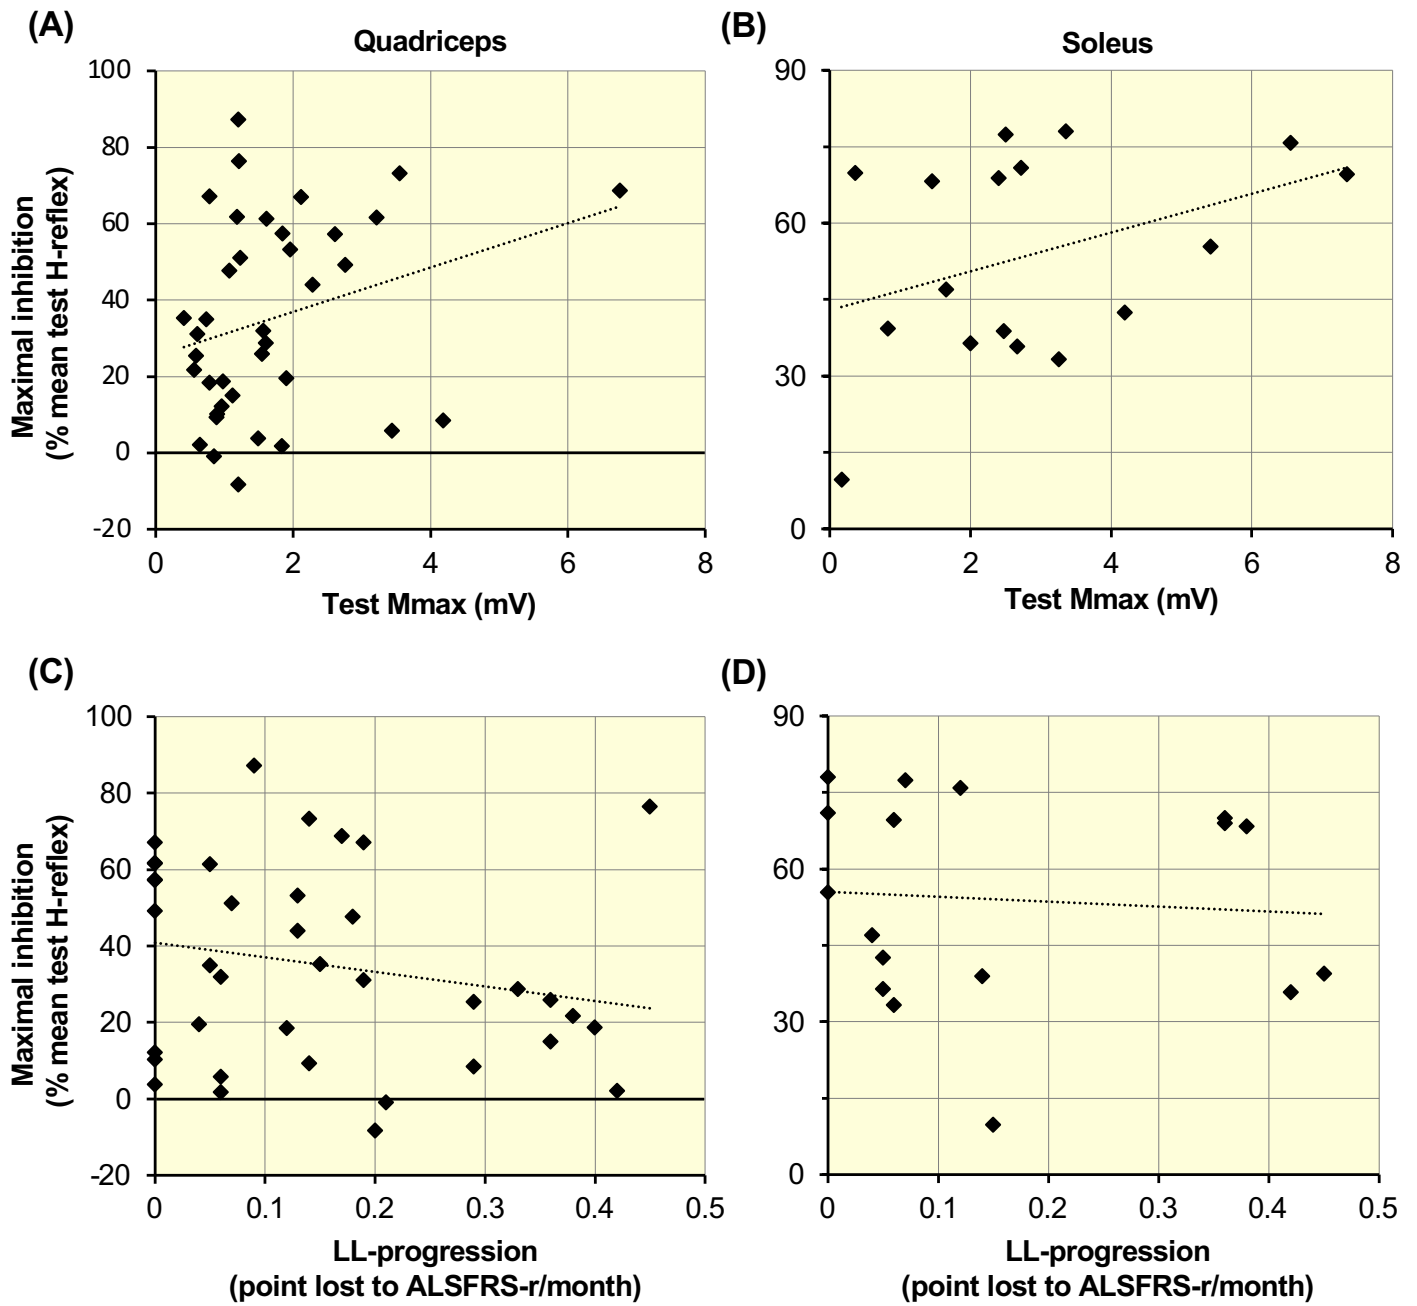 (A)
Quadriceps
(B)
Soleus
Maximal inhibition
(% mean test H-reflex)
100
80
60
40
20
0
-20
0 2 4 6 8
Test Mmax (mV)
90
60
30
0
0 2 4 6 8
Test Mmax (mV)
(C)
(D)
Maximal inhibition
(% mean test H-reflex)
100
80
60
40
20
0
-20
0 0.1 0.2 0.3 0.4 0.5
LL-progression
(point lost to ALSFRS-r/month)
90
60
30
0
0 0.1 0.2 0.3 0.4 0.5
LL-progression
(point lost to ALSFRS-r/month)